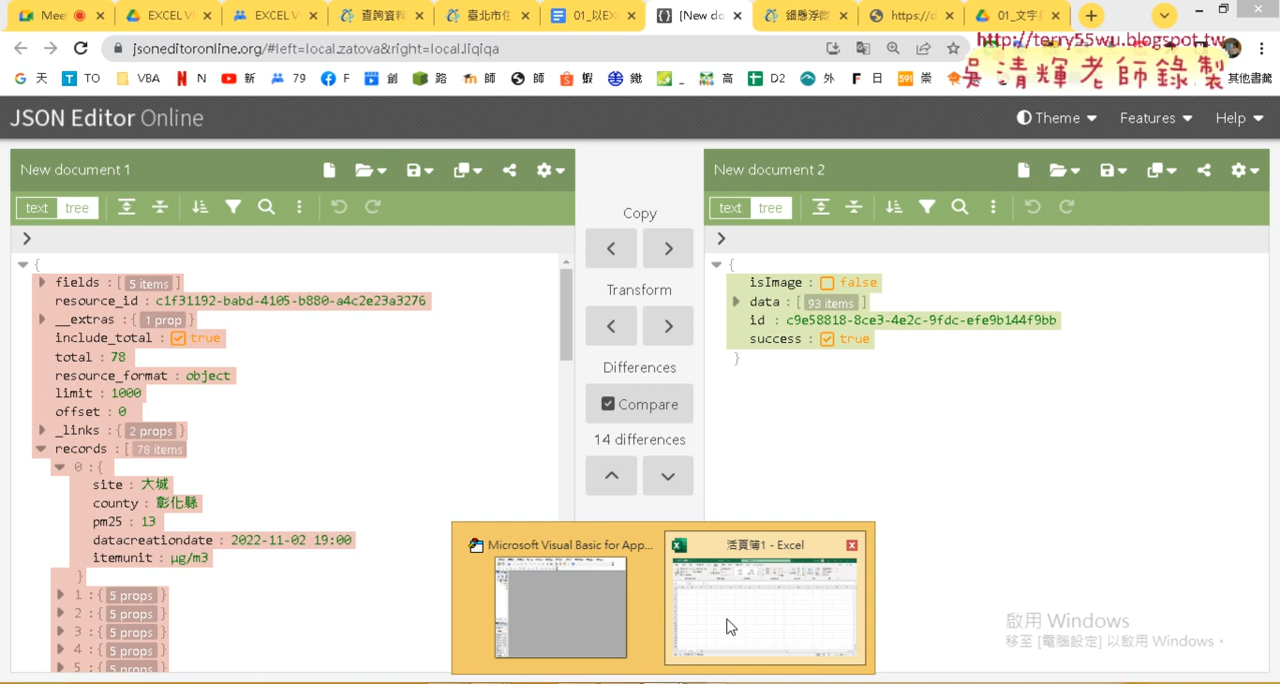 Meet
EXCEL V
EXCEL V
查詢資料
臺北市住
01_以EX
[New do
細懸浮微
https://d
01_文字
jsoneditoronline.org/#left=local.zatova&right=local.liqiqa
http://terry55wu.blogspot.tw
吳清輝老師錄製
天
TO
VBA
N
新
79
F
創
路
師
師
蝦
鐵
高
D2
外
日
崇
其他書籤
JSON Editor Online
Theme
Features
Help
New document 1
text tree
{
fields : [ 5 items ]
resource_id : c1f31192-babd-4105-b880-a4c2e23a3276
__extras : { 1 prop }
include_total : true
total : 78
resource_format : object
limit : 1000
offset : 0
_links : { 2 props }
records : [ 78 items
0 : {
site : 大城
county : 彰化縣
pm25 : 13
datacreationdate : 2022-11-02 19:00
itemunit : μg/m3
}
1 : { 5 props }
2 : { 5 props }
3 : { 5 props }
4 : { 5 props }
5 : { 5 props }
Copy
Transform
Differences
Compare
14 differences
New document 2
text tree
{
isImage : false
data : [ 93 items ]
id : c9e58818-8ce3-4e2c-9fdc-efe9b144f9bb
success : true
}
Microsoft Visual Basic for App...
活頁簿1 - Excel
啟用 Windows
移至 [電腦設定] 以啟用 Windows。